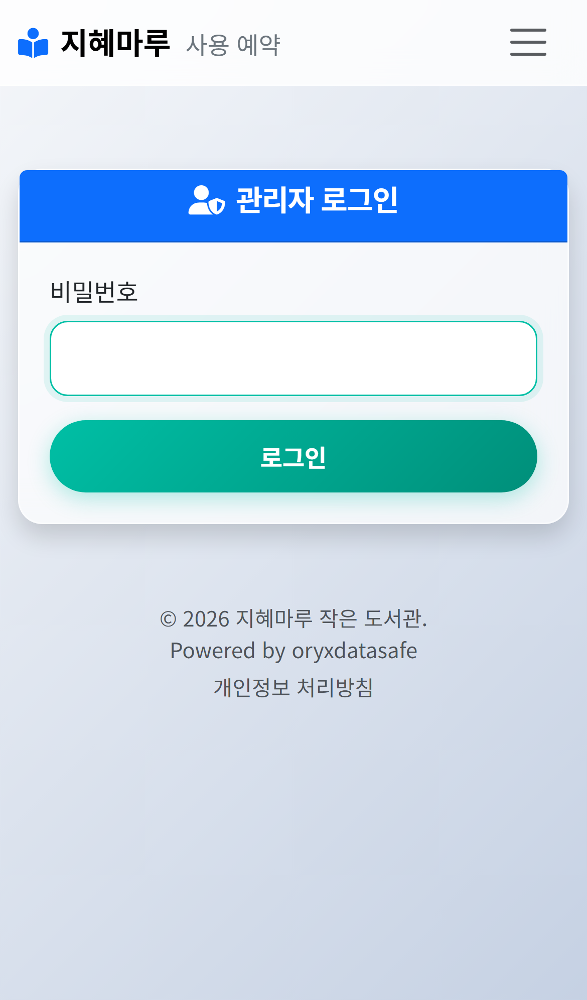 지혜마루 사용 예약
관리자 로그인
비밀번호
로그인
© 2026 지혜마루 작은 도서관.
Powered by oryxdatasafe
개인정보 처리방침